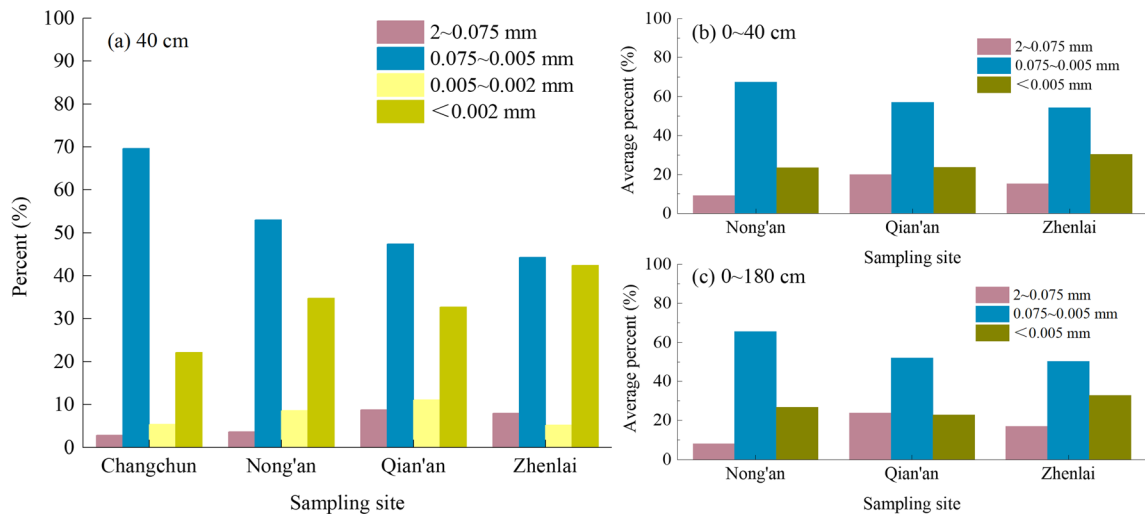 (a) 40 cm
2~0.075 mm
0.075~0.005 mm
0.005~0.002 mm
<0.002 mm
Percent (%)
100
90
80
70
60
50
40
30
20
10
0
Changchun Nong'an Qian'an Zhenlai
Sampling site
(b) 0~40 cm
2~0.075 mm
0.075~0.005 mm
<0.005 mm
Average percent (%)
100
80
60
40
20
0
Nong'an Qian'an Zhenlai
Sampling site
(c) 0~180 cm
2~0.075 mm
0.075~0.005 mm
<0.005 mm
Average percent (%)
100
80
60
40
20
0
Nong'an Qian'an Zhenlai
Sampling site